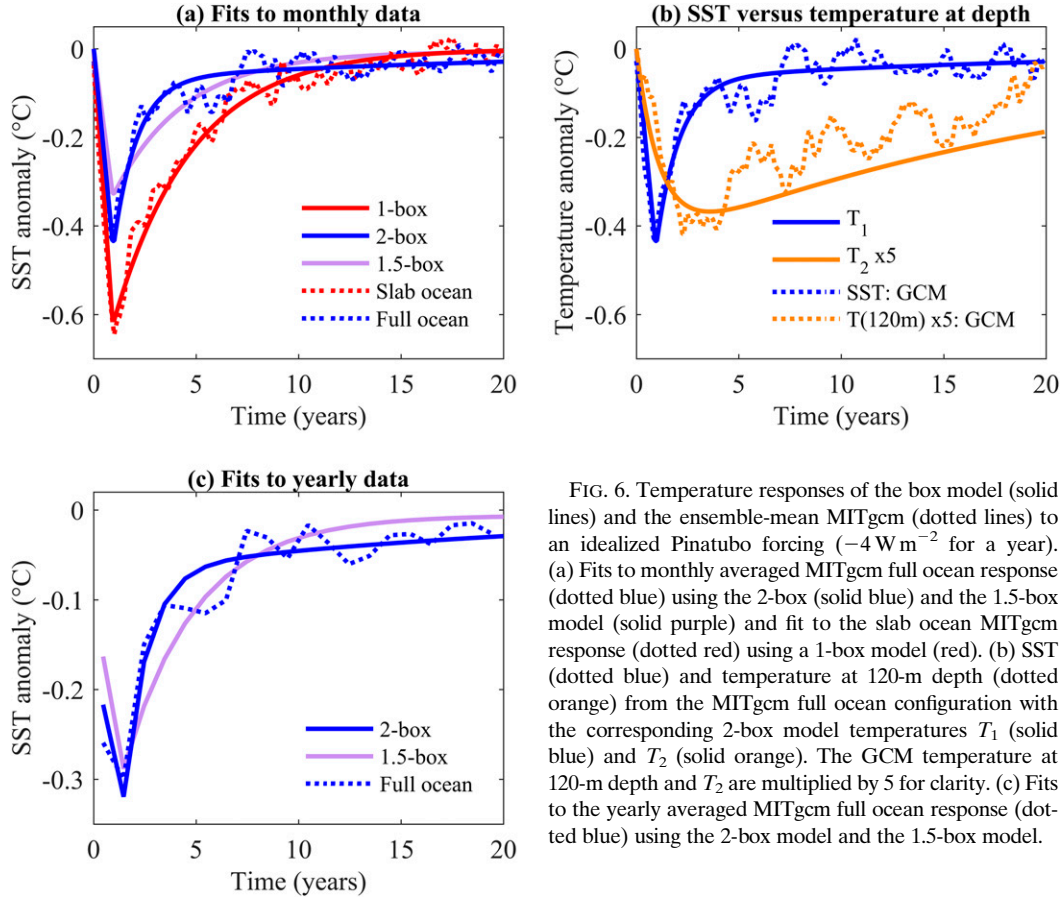 (a) Fits to monthly data
0
-0.2
-0.4
-0.6
SST anomaly (°C)
1-box
2-box
1.5-box
Slab ocean
Full ocean
0 5 10 15 20
Time (years)
(b) SST versus temperature at depth
0
-0.2
-0.4
-0.6
Temperature anomaly (°C)
T1
T2 x5
SST: GCM
T(120m) x5: GCM
0 5 10 15 20
Time (years)
(c) Fits to yearly data
0
-0.1
-0.2
-0.3
SST anomaly (°C)
2-box
1.5-box
Full ocean
0 5 10 15 20
Time (years)
FIG. 6. Temperature responses of the box model (solid
lines) and the ensemble-mean MITgcm (dotted lines) to
an idealized Pinatubo forcing (−4 W m−2 for a year).
(a) Fits to monthly averaged MITgcm full ocean response
(dotted blue) using the 2-box (solid blue) and the 1.5-box
model (solid purple) and fit to the slab ocean MITgcm
response (dotted red) using a 1-box model (red). (b) SST
(dotted blue) and temperature at 120-m depth (dotted
orange) from the MITgcm full ocean configuration with
the corresponding 2-box model temperatures T1 (solid
blue) and T2 (solid orange). The GCM temperature at
120-m depth and T2 are multiplied by 5 for clarity. (c) Fits
to the yearly averaged MITgcm full ocean response (dot-
ted blue) using the 2-box model and the 1.5-box model.